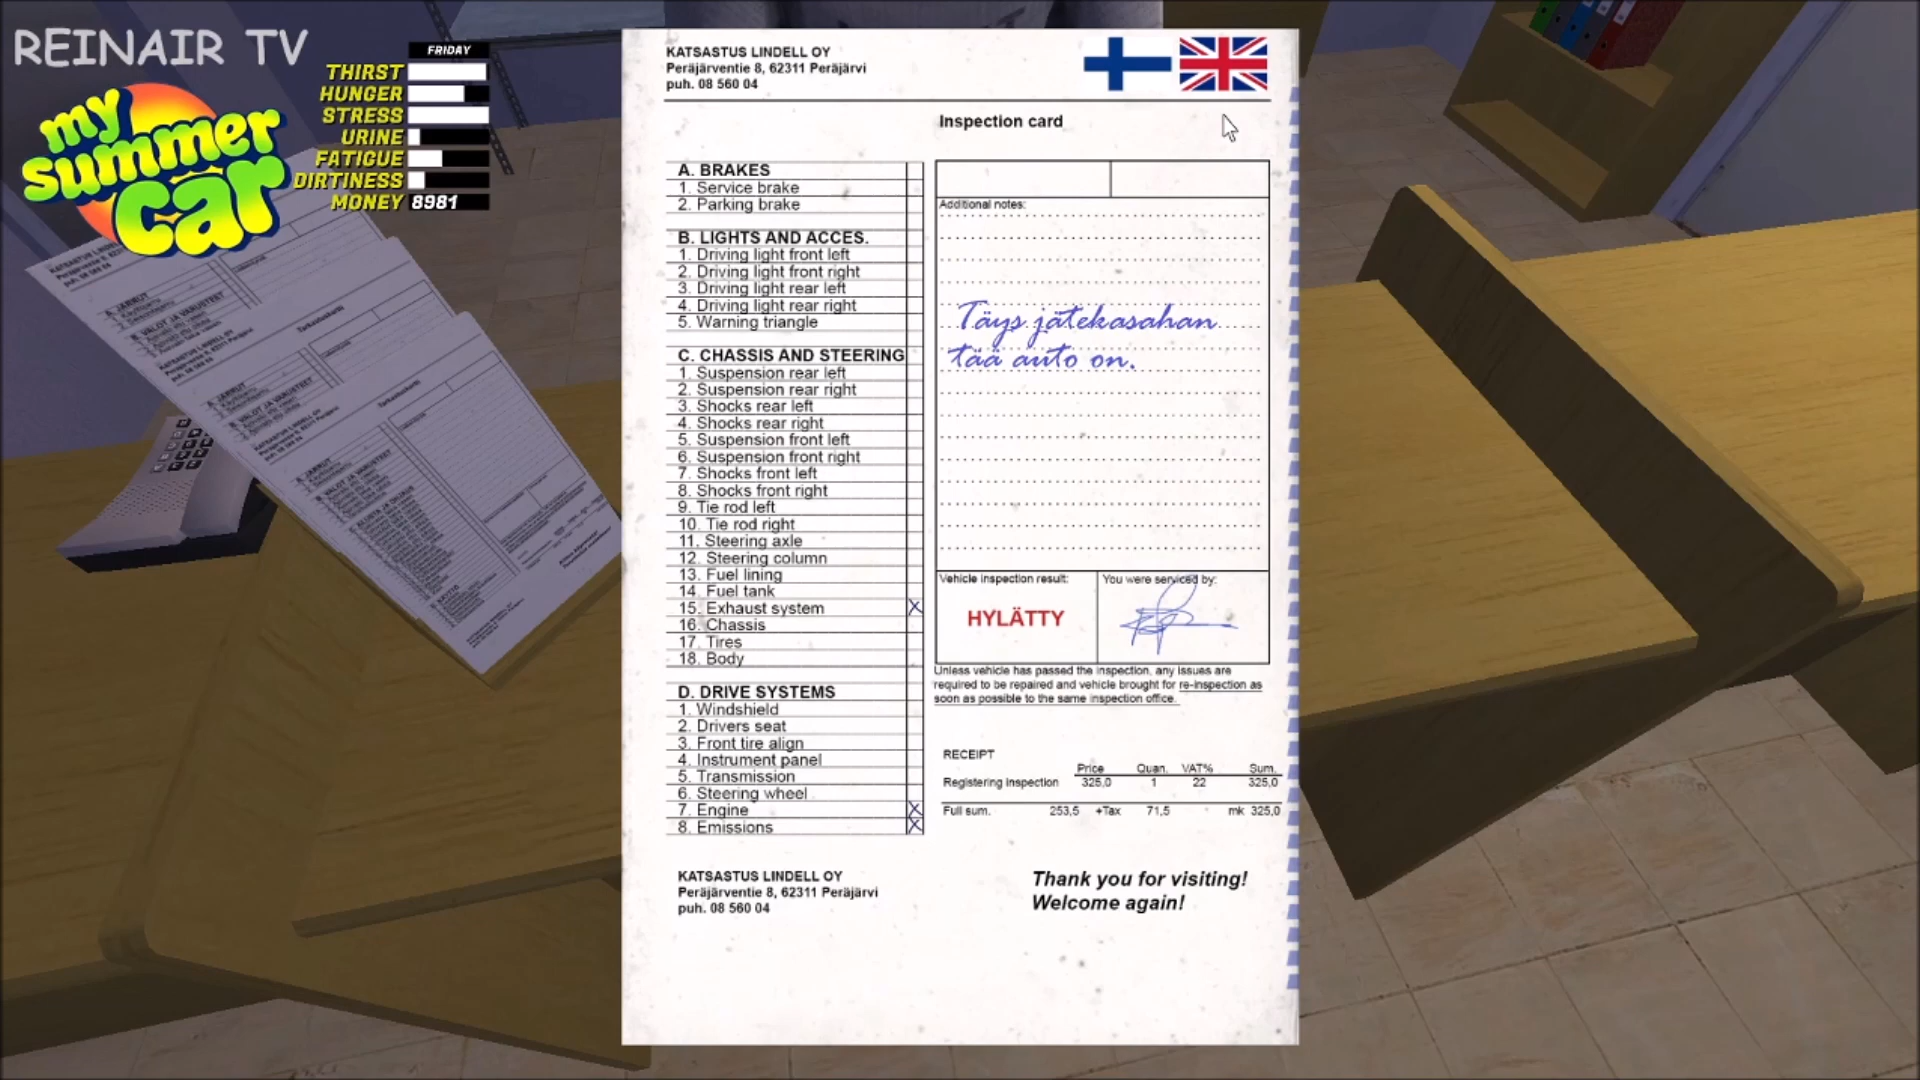 REINAIR TV
my
summer
car
FRIDAY
THIRST
HUNGER
STRESS
URINE
FATIGUE
DIRTINESS
MONEY 8981
KATSASTUS LINDELL OY
Peräjärventie 8, 62311 Peräjärvi
puh. 08 560 04
Inspection card
A. BRAKES
1. Service brake
2. Parking brake
B. LIGHTS AND ACCES.
1. Driving light front left
2. Driving light front right
3. Driving light rear left
4. Driving light rear right
5. Warning triangle
C. CHASSIS AND STEERING
1. Suspension rear left
2. Suspension rear right
3. Shocks rear left
4. Shocks rear right
5. Suspension front left
6. Suspension front right
7. Shocks front left
8. Shocks front right
9. Tie rod left
10. Tie rod right
11. Steering axle
12. Steering column
13. Fuel lining
14. Fuel tank
15. Exhaust system X
16. Chassis
17. Tires
18. Body
D. DRIVE SYSTEMS
1. Windshield
2. Drivers seat
3. Front tire align
4. Instrument panel
5. Transmission
6. Steering wheel
7. Engine X
8. Emissions X
Additional notes:
Täys jätekasahan
tää auto on.
Vehicle inspection result:
HYLÄTTY
You were serviced by:
Unless vehicle has passed the inspection, any issues are
required to be repaired and vehicle brought for re-inspection as
soon as possible to the same inspection office.
RECEIPT
Price Quan. VAT% Sum.
Registering inspection 325,0 1 22 325,0
Full sum. 253,5 +Tax 71,5 mk 325,0
KATSASTUS LINDELL OY
Peräjärventie 8, 62311 Peräjärvi
puh. 08 560 04
Thank you for visiting!
Welcome again!